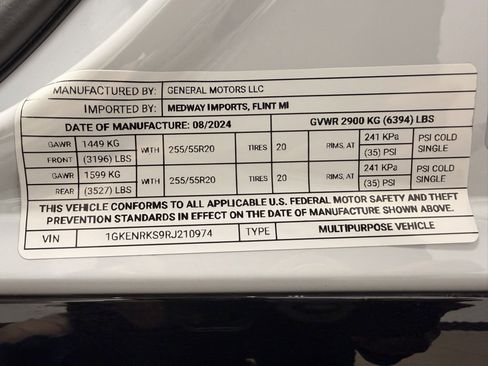 MANUFACTURED BY: GENERAL MOTORS LLC
IMPORTED BY: MEDWAY IMPORTS, FLINT MI
DATE OF MANUFACTURE: 08/2024 GVWR 2900 KG (6394) LBS
GAWR 1449 KG WITH 255/55R20 TIRES 20 RIMS, AT 241 KPa PSI COLD
FRONT (3196) LBS (35) PSI SINGLE
GAWR 1599 KG WITH 255/55R20 TIRES 20 RIMS, AT 241 KPa PSI COLD
REAR (3527) LBS (35) PSI SINGLE
THIS VEHICLE CONFORMS TO ALL APPLICABLE U.S. FEDERAL MOTOR SAFETY AND THEFT
PREVENTION STANDARDS IN EFFECT ON THE DATE OF MANUFACTURE SHOWN ABOVE.
VIN 1GKENRKS9RJ210974 TYPE MULTIPURPOSE VEHICLE